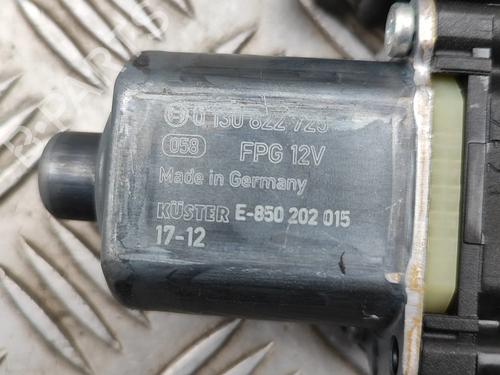 0 130 822 725
058 FPG 12V
Made in Germany
KÜSTER E-850 202 015
17-12